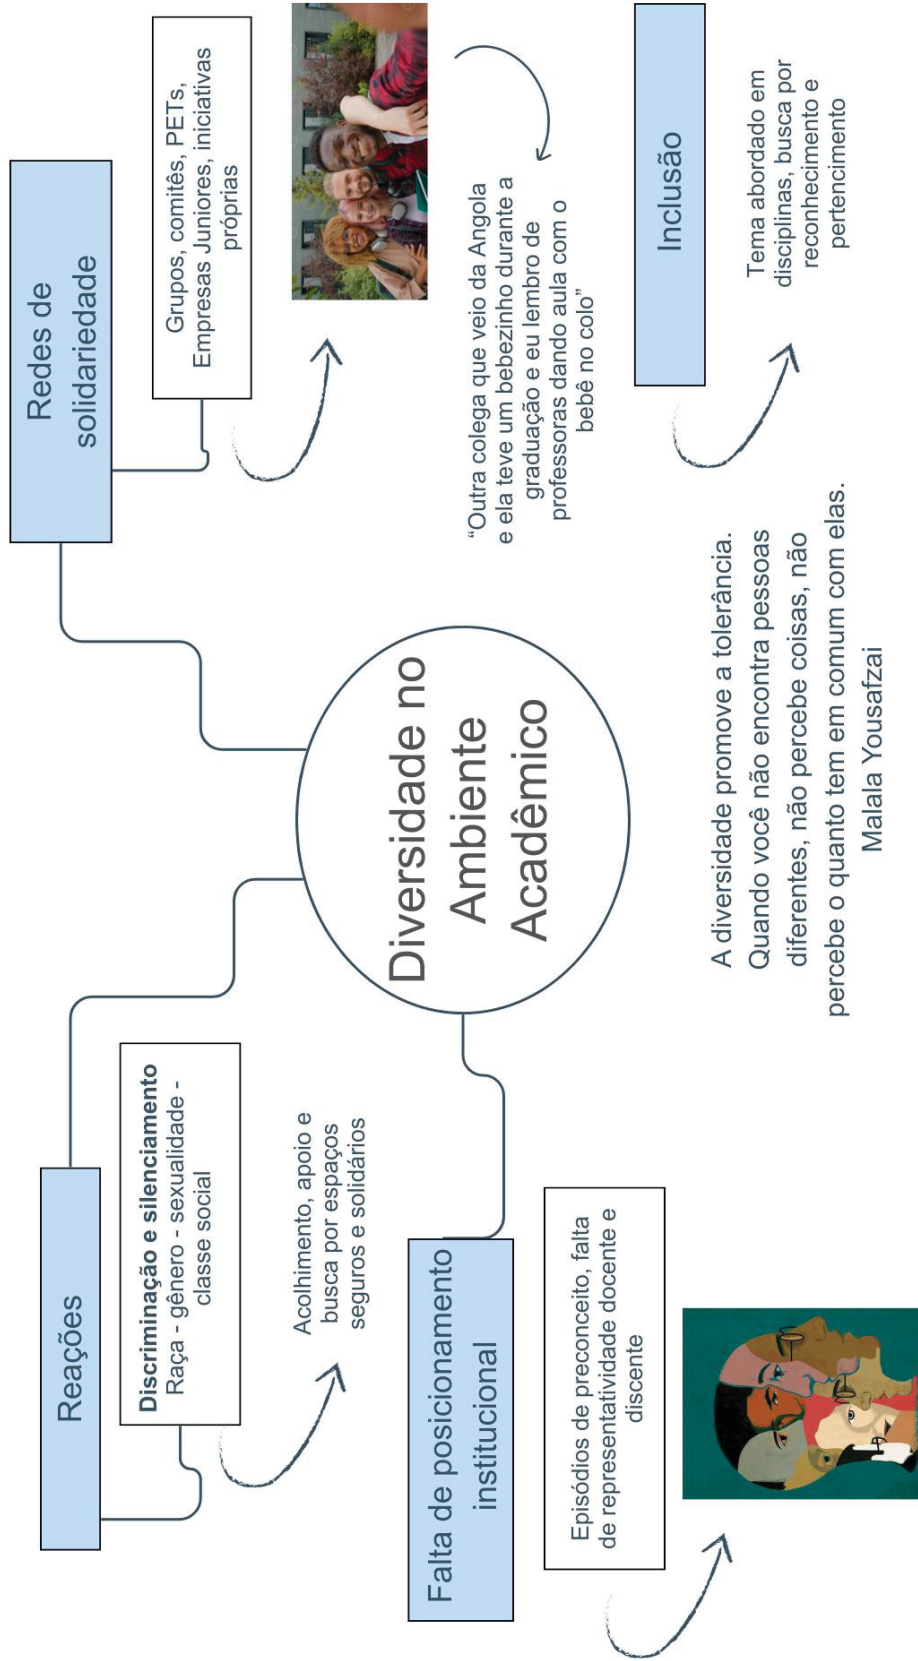 Reações
Discriminação e silenciamento
Raça - gênero - sexualidade -
classe social
Acolhimento, apoio e
busca por espaços
seguros e solidários
Redes de
solidariedade
Grupos, comitês, PETs,
Empresas Juniores, iniciativas
próprias
“Outra colega que veio da Angola
e ela teve um bebezinho durante a
graduação e eu lembro de
professoras dando aula com o
bebê no colo”
Diversidade no
Ambiente
Acadêmico
Falta de posicionamento
institucional
Episódios de preconceito, falta
de representatividade docente e
discente
Inclusão
Tema abordado em
disciplinas, busca por
reconhecimento e
pertencimento
A diversidade promove a tolerância.
Quando você não encontra pessoas
diferentes, não percebe coisas, não
percebe o quanto tem em comum com elas.
Malala Yousafzai